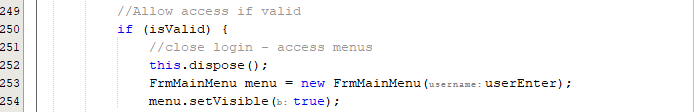 249 //Allow access if valid
250 if (isValid) {
251 //close login - access menus
252 this.dispose();
253 FrmMainMenu menu = new FrmMainMenu(username: userEnter);
254 menu.setVisible(b: true);